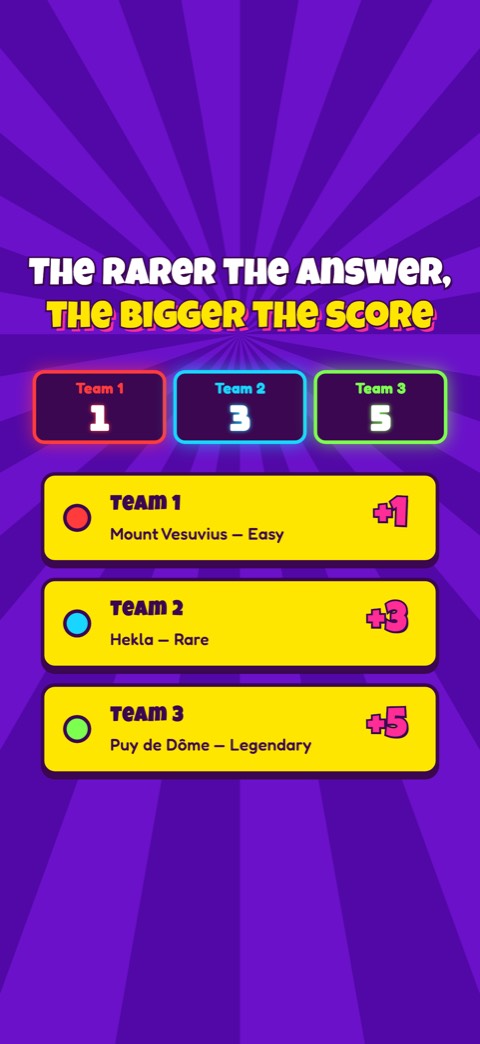 THE RARER THE ANSWER,
THE BIGGER THE SCORE
Team 1
1
Team 2
3
Team 3
5
Team 1
Mount Vesuvius – Easy
+1
Team 2
Hekla – Rare
+3
Team 3
Puy de Dôme – Legendary
+5